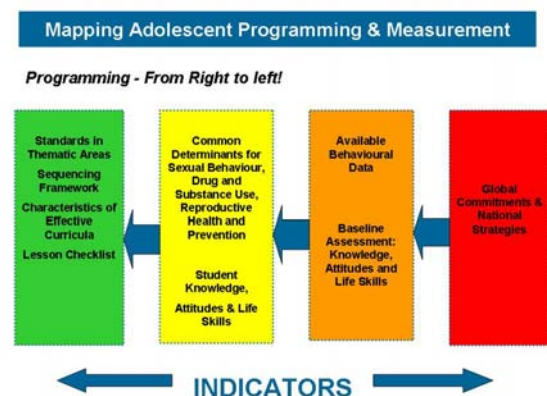 Mapping Adolescent Programming & Measurement
Programming - From Right to left!
Standards in
Thematic Areas
Sequencing
Framework
Characteristics of
Effective
Curricula
Lesson Checklist
Common
Determinants for
Sexual Behaviour,
Drug and
Substance Use,
Reproductive
Health and
Prevention
Student
Knowledge,
Attitudes & Life
Skills
Available
Behavioural
Data
Baseline
Assessment:
Knowledge,
Attitudes and
Life Skills
Global
Commitments &
National
Strategies
INDICATORS